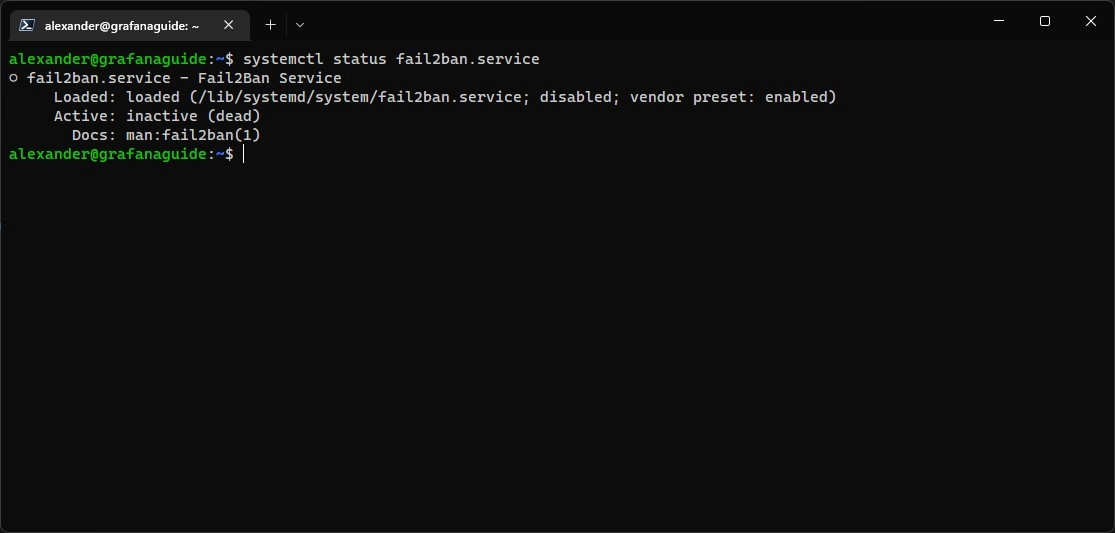 alexander@grafanaguide: ~
alexander@grafanaguide:~$ systemctl status fail2ban.service
○ fail2ban.service - Fail2Ban Service
     Loaded: loaded (/lib/systemd/system/fail2ban.service; disabled; vendor preset: enabled)
     Active: inactive (dead)
       Docs: man:fail2ban(1)
alexander@grafanaguide:~$